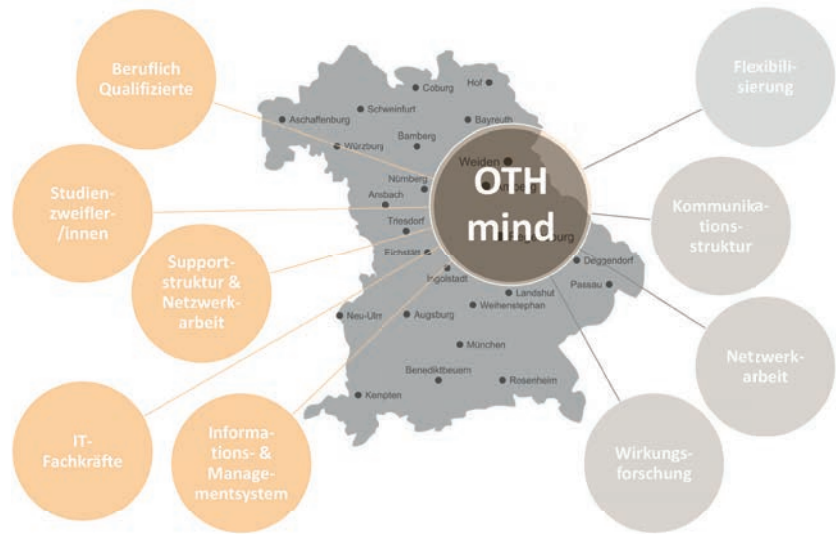 Beruflich
Qualifizierte
Studien-
zweifler-
/innen
Support-
struktur &
Netzwerk-
arbeit
IT-
Fachkräfte
Informa-
tions- &
Manage-
mentsystem
Coburg
Hof
Schweinfurt
Aschaffenburg
Bayreuth
Bamberg
Würzburg
Weiden
Nürnberg
Amberg
Ansbach
OTH
mind
Triesdorf
Ingolstadt
Deggendorf
Landshut
Passau
Weihenstephan
Neu-Ulm
Augsburg
München
Benediktbeuern
Rosenheim
Kempten
Flexibili-
sierung
Kommunika-
tions-
struktur
Netzwerk-
arbeit
Wirkungs-
forschung